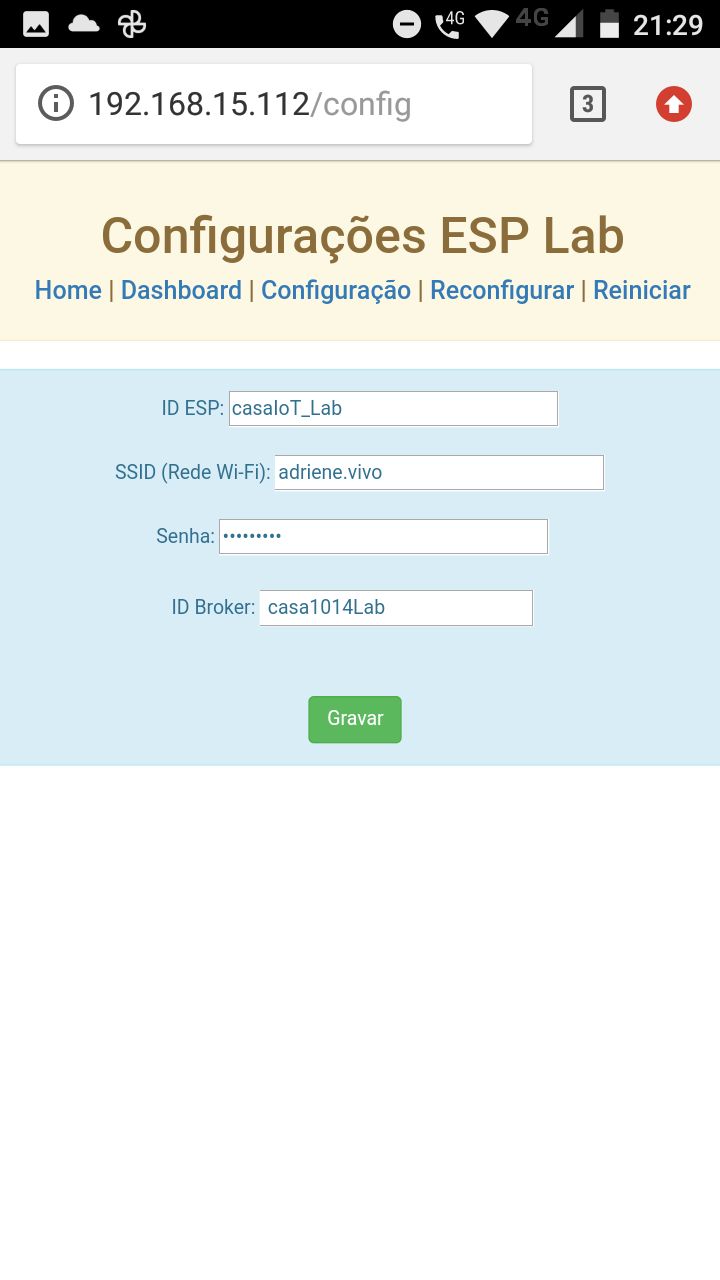 4G 4G 21:29
192.168.15.112/config 3
Configurações ESP Lab
Home | Dashboard | Configuração | Reconfigurar | Reiniciar
ID ESP: casaIoT_Lab
SSID (Rede Wi-Fi): adriene.vivo
Senha: •••••••••
ID Broker: casa1014Lab
Gravar